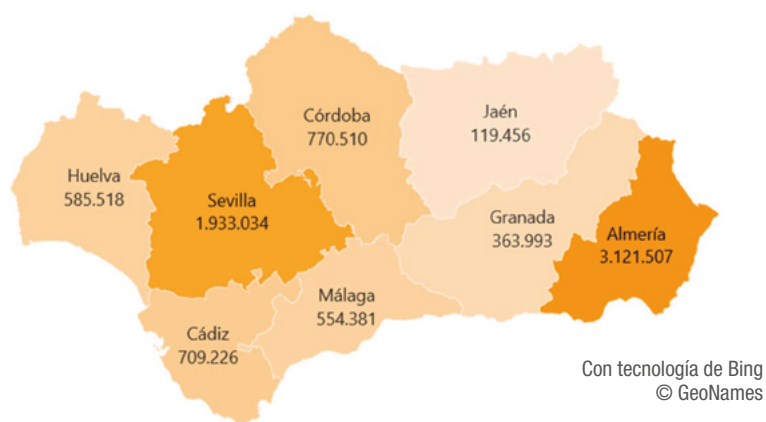 Córdoba
770.510
Jaén
119.456
Huelva
585.518
Sevilla
1.933.034
Granada
363.993
Almería
3.121.507
Málaga
554.381
Cádiz
709.226
Con tecnología de Bing
© GeoNames